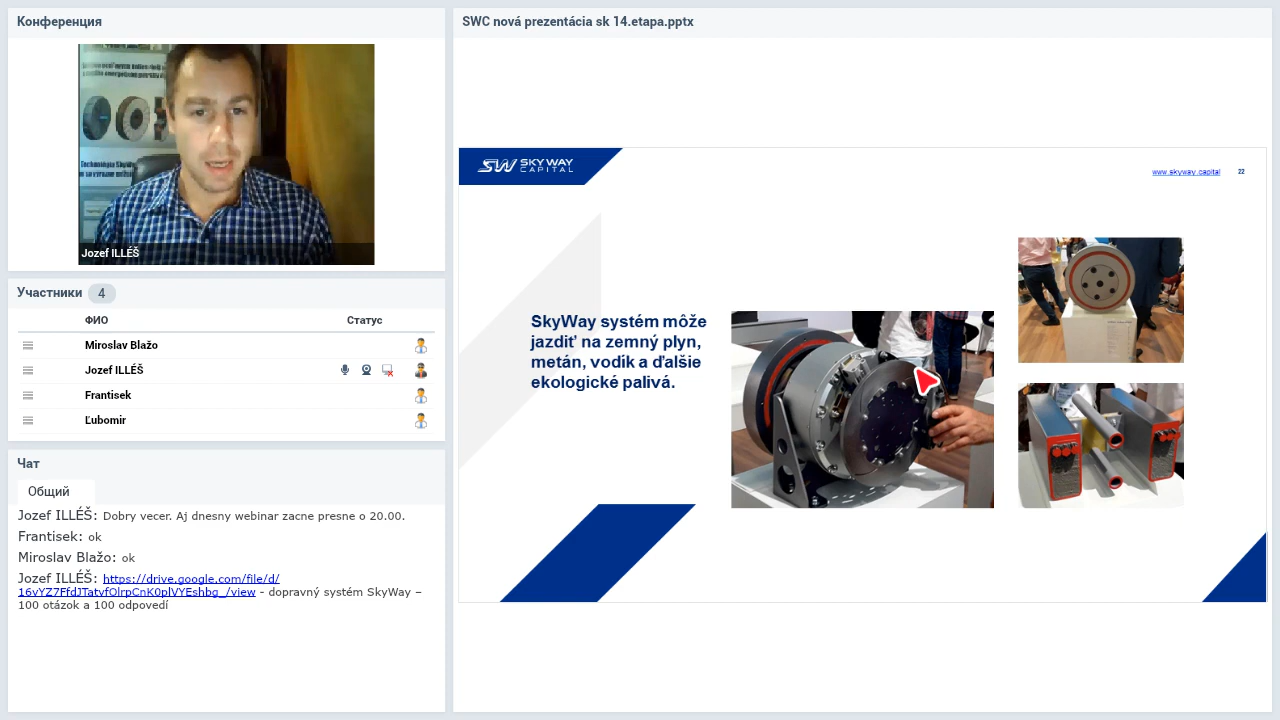 Конференция
Jozef ILLÉŠ
Участники 4
ФИО Статус
Miroslav Blažo
Jozef ILLÉŠ
Frantisek
Ľubomir
Чат
Общий
Jozef ILLÉŠ: Dobry vecer. Aj dnesny webinar zacne presne o 20.00.
Frantisek: ok
Miroslav Blažo: ok
Jozef ILLÉŠ: https://drive.google.com/file/d/
16vYZ7FfdJTatvfOlrpCnK0plVYEshbg_/view - dopravný systém SkyWay –
100 otázok a 100 odpovedí
SWC nová prezentácia sk 14.etapa.pptx
SW SKY WAY
CAPITAL
www.skyway.capital 22
SkyWay systém môže
jazdiť na zemný plyn,
metán, vodík a ďalšie
ekologické palivá.